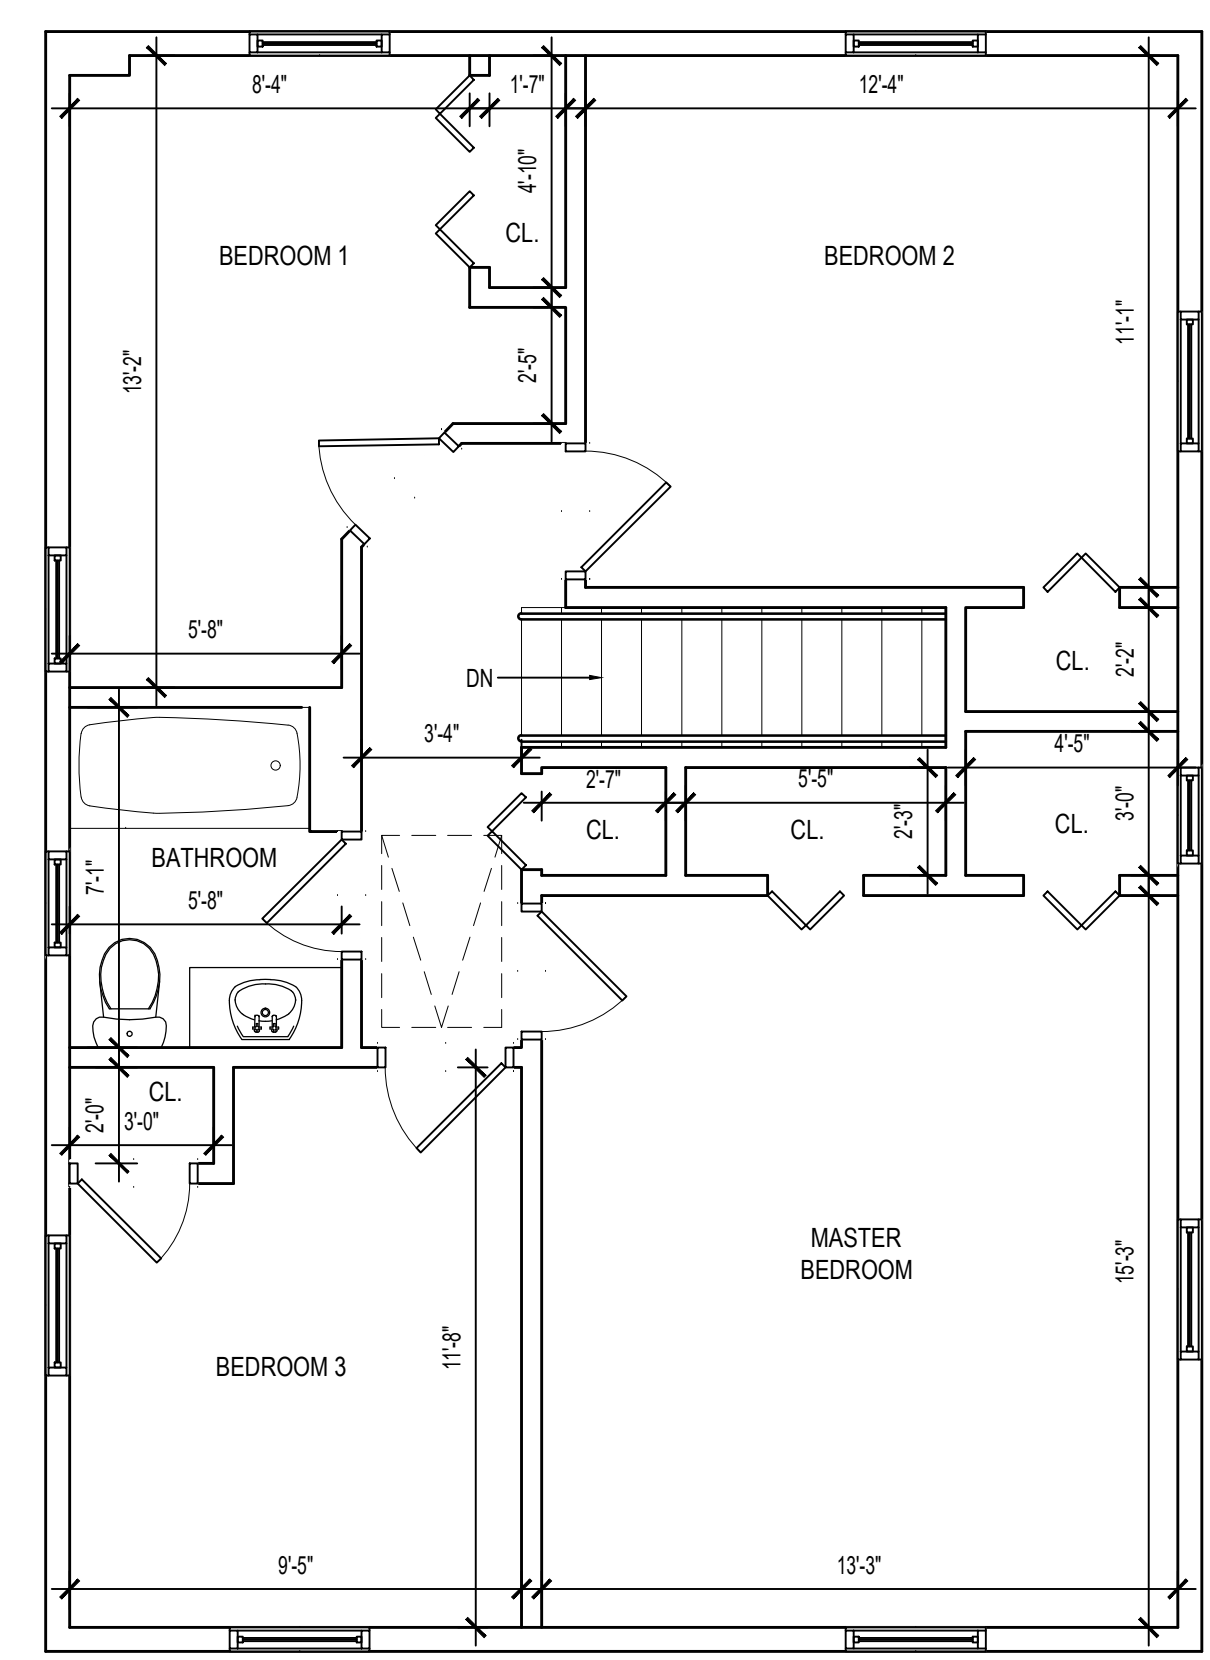 8'-4"
1'-7"
12'-4"
4'-10"
CL.
BEDROOM 1
BEDROOM 2
11'-1"
13'-2"
2'-5"
5'-8"
DN
CL.
2'-2"
3'-4"
4'-5"
2'-7"
5'-5"
3'-0"
CL.
CL.
2'-3"
CL.
BATHROOM
7'-1"
5'-8"
CL.
2'-0"
3'-0"
MASTER
BEDROOM
15'-3"
11'-8"
BEDROOM 3
9'-5"
13'-3"